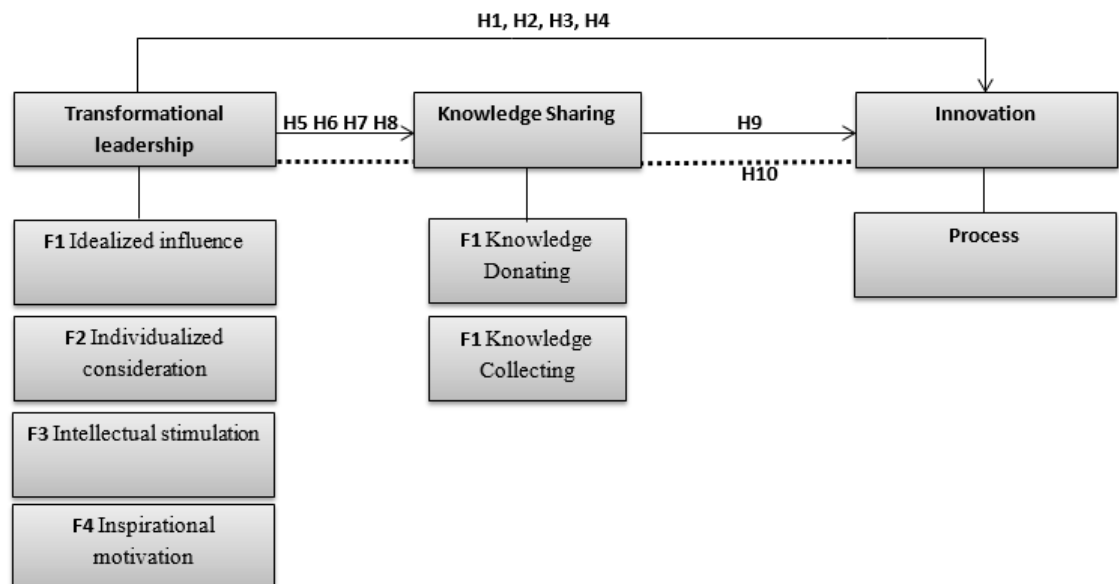 H1, H2, H3, H4
Transformational
leadership
H5 H6 H7 H8
Knowledge Sharing
H9
H10
Innovation
F1 Idealized influence
F2 Individualized
consideration
F3 Intellectual stimulation
F4 Inspirational
motivation
F1 Knowledge
Donating
F1 Knowledge
Collecting
Process